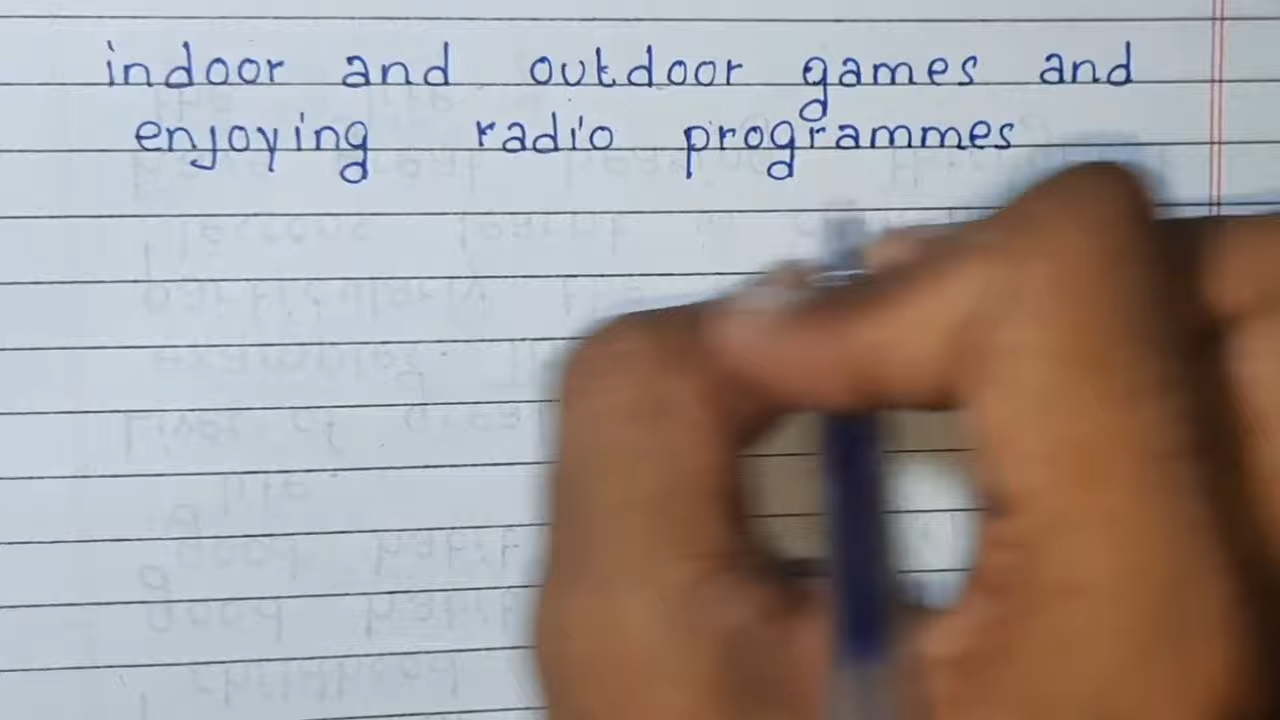 indoor and outdoor games and
enjoying radio programmes